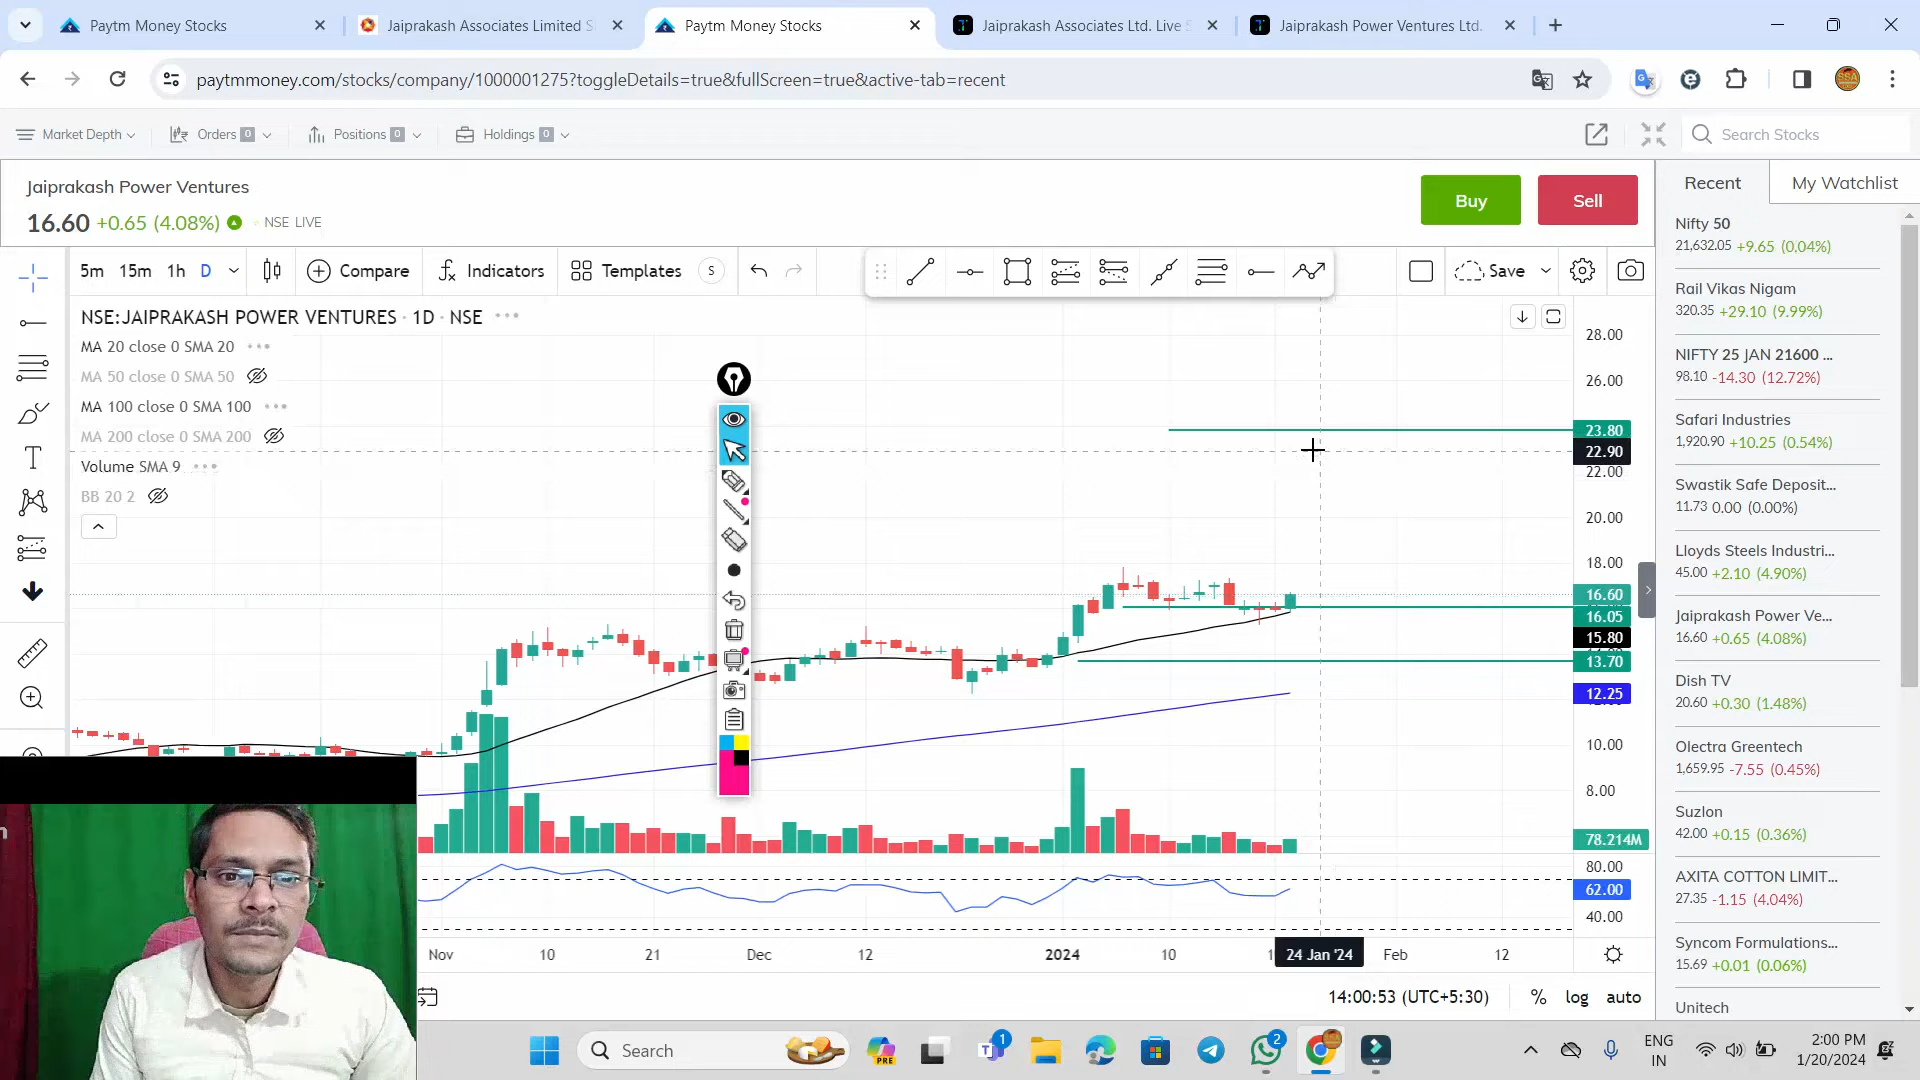 Paytm Money Stocks
Jaiprakash Associates Limited S
Paytm Money Stocks
Jaiprakash Associates Ltd. Live S
Jaiprakash Power Ventures Ltd.
paytmmoney.com/stocks/company/1000001275?toggleDetails=true&fullScreen=true&active-tab=recent
SSA
Market Depth
Orders 0
Positions 0
Holdings 0
Search Stocks
Jaiprakash Power Ventures
16.60 +0.65 (4.08%) NSE LIVE
Buy
Sell
Recent
My Watchlist
5m 15m 1h D
Compare
Indicators
Templates
S
Save
NSE:JAIPRAKASH POWER VENTURES · 1D · NSE
MA 20 close 0 SMA 20
MA 50 close 0 SMA 50
MA 100 close 0 SMA 100
MA 200 close 0 SMA 200
Volume SMA 9
BB 20 2
28.00
26.00
23.80
22.90
22.00
20.00
18.00
16.60
16.05
15.80
13.70
12.25
10.00
8.00
78.214M
80.00
62.00
40.00
Nov
10
21
Dec
12
2024
10
24 Jan '24
Feb
12
14:00:53 (UTC+5:30)
% log auto
Nifty 50
21,632.05 +9.65 (0.04%)
Rail Vikas Nigam
320.35 +29.10 (9.99%)
NIFTY 25 JAN 21600 ...
98.10 -14.30 (12.72%)
Safari Industries
1,920.90 +10.25 (0.54%)
Swastik Safe Deposit...
11.73 0.00 (0.00%)
Lloyds Steels Industri...
45.00 +2.10 (4.90%)
Jaiprakash Power Ve...
16.60 +0.65 (4.08%)
Dish TV
20.60 +0.30 (1.48%)
Olectra Greentech
1,659.95 -7.55 (0.45%)
Suzlon
42.00 +0.15 (0.36%)
AXITA COTTON LIMIT...
27.35 -1.15 (4.04%)
Syncom Formulations...
15.69 +0.01 (0.06%)
Unitech
Search
PRE
1
2
ENG
IN
2:00 PM
1/20/2024